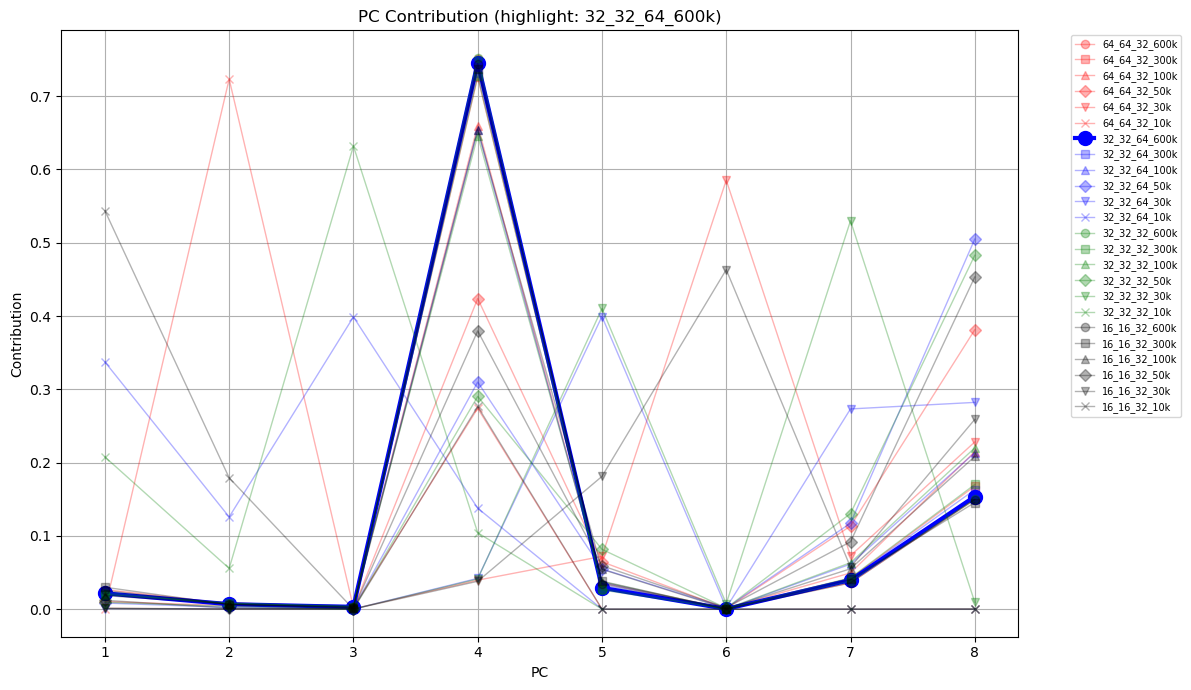 PC Contribution (highlight: 32_32_64_600k)
Contribution
0.7
0.6
0.5
0.4
0.3
0.2
0.1
0.0
1 2 3 4 5 6 7 8
PC
64_64_32_600k
64_64_32_300k
64_64_32_100k
64_64_32_50k
64_64_32_30k
64_64_32_10k
32_32_64_600k
32_32_64_300k
32_32_64_100k
32_32_64_50k
32_32_64_30k
32_32_64_10k
32_32_32_600k
32_32_32_300k
32_32_32_100k
32_32_32_50k
32_32_32_30k
32_32_32_10k
16_16_32_600k
16_16_32_300k
16_16_32_100k
16_16_32_50k
16_16_32_30k
16_16_32_10k